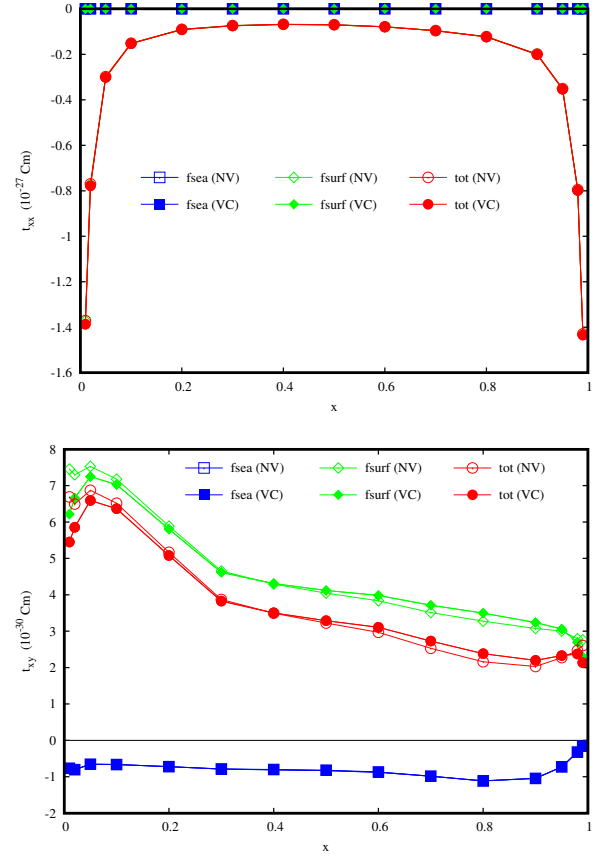 0
-0.2
-0.4
-0.6
-0.8
-1
-1.2
-1.4
-1.6
t_xx (10^-27 Cm)
fsea (NV) fsurf (NV) tot (NV)
fsea (VC) fsurf (VC) tot (VC)
0 0.2 0.4 0.6 0.8 1
x
8
7
6
5
4
3
2
1
0
-1
-2
t_xy (10^-30 Cm)
fsea (NV) fsurf (NV) tot (NV)
fsea (VC) fsurf (VC) tot (VC)
0 0.2 0.4 0.6 0.8 1
x